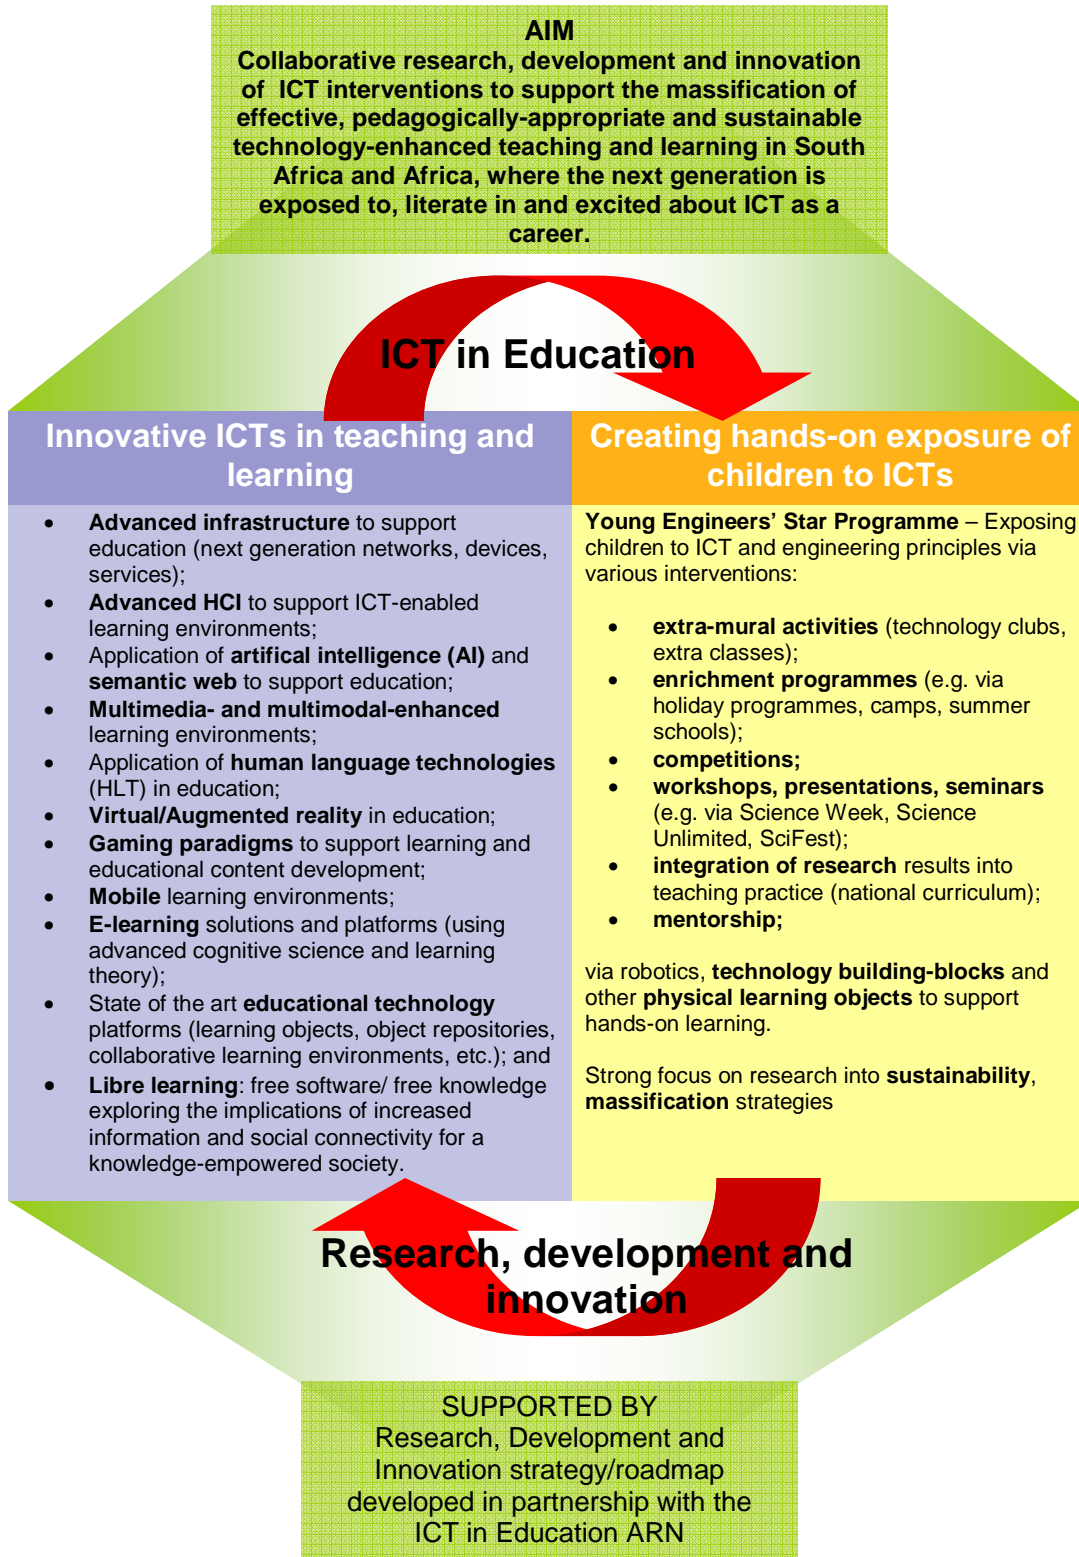 AIM
Collaborative research, development and innovation
of ICT interventions to support the massification of
effective, pedagogically-appropriate and sustainable
technology-enhanced teaching and learning in South
Africa and Africa, where the next generation is
exposed to, literate in and excited about ICT as a
career.
ICT in Education
Innovative ICTs in teaching and
learning
• Advanced infrastructure to support
education (next generation networks, devices,
services);
• Advanced HCI to support ICT-enabled
learning environments;
• Application of artifical intelligence (AI) and
semantic web to support education;
• Multimedia- and multimodal-enhanced
learning environments;
• Application of human language technologies
(HLT) in education;
• Virtual/Augmented reality in education;
• Gaming paradigms to support learning and
educational content development;
• Mobile learning environments;
• E-learning solutions and platforms (using
advanced cognitive science and learning
theory);
• State of the art educational technology
platforms (learning objects, object repositories,
collaborative learning environments, etc.); and
• Libre learning: free software/ free knowledge
exploring the implications of increased
information and social connectivity for a
knowledge-empowered society.
Creating hands-on exposure of
children to ICTs
Young Engineers’ Star Programme – Exposing
children to ICT and engineering principles via
various interventions:
• extra-mural activities (technology clubs,
extra classes);
• enrichment programmes (e.g. via
holiday programmes, camps, summer
schools);
• competitions;
• workshops, presentations, seminars
(e.g. via Science Week, Science
Unlimited, SciFest);
• integration of research results into
teaching practice (national curriculum);
• mentorship;
via robotics, technology building-blocks and
other physical learning objects to support
hands-on learning.
Strong focus on research into sustainability,
massification strategies
Research, development and
innovation
SUPPORTED BY
Research, Development and
Innovation strategy/roadmap
developed in partnership with the
ICT in Education ARN